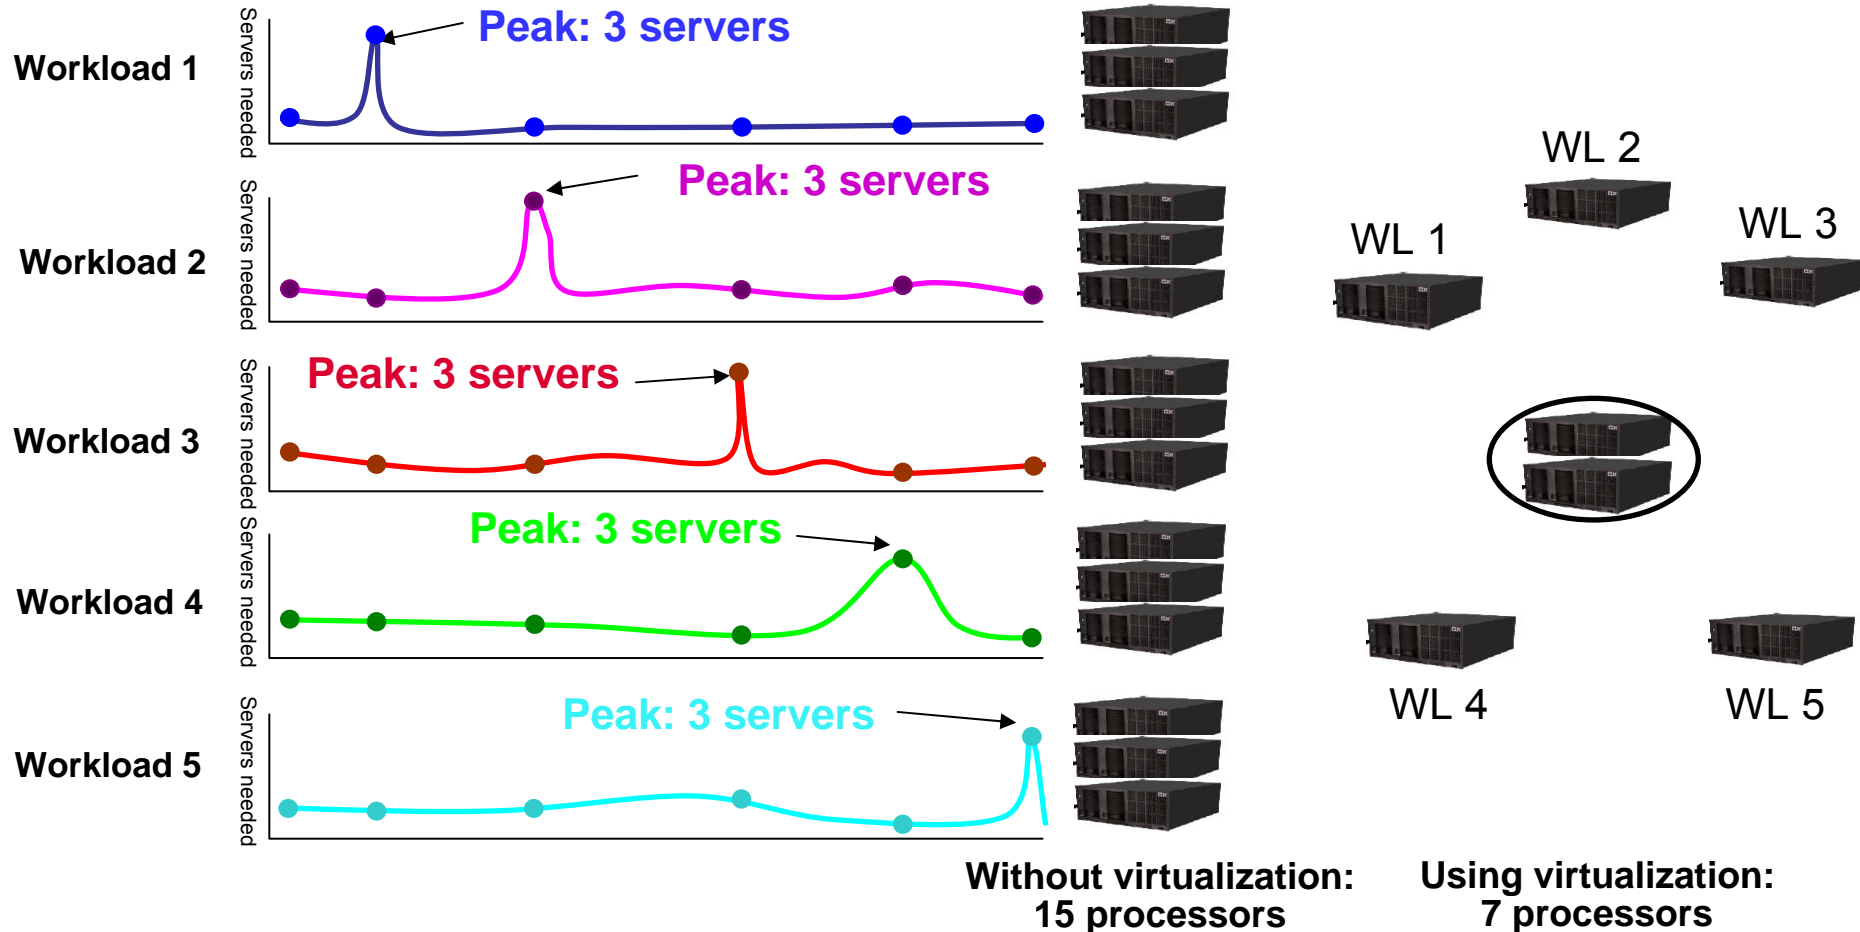 Servers needed
Workload 1
Peak: 3 servers
Servers needed
Workload 2
Peak: 3 servers
Servers needed
Workload 3
Peak: 3 servers
Servers needed
Workload 4
Peak: 3 servers
Servers needed
Workload 5
Peak: 3 servers
WL 1
WL 2
WL 3
WL 4
WL 5
Without virtualization:
15 processors
Using virtualization:
7 processors